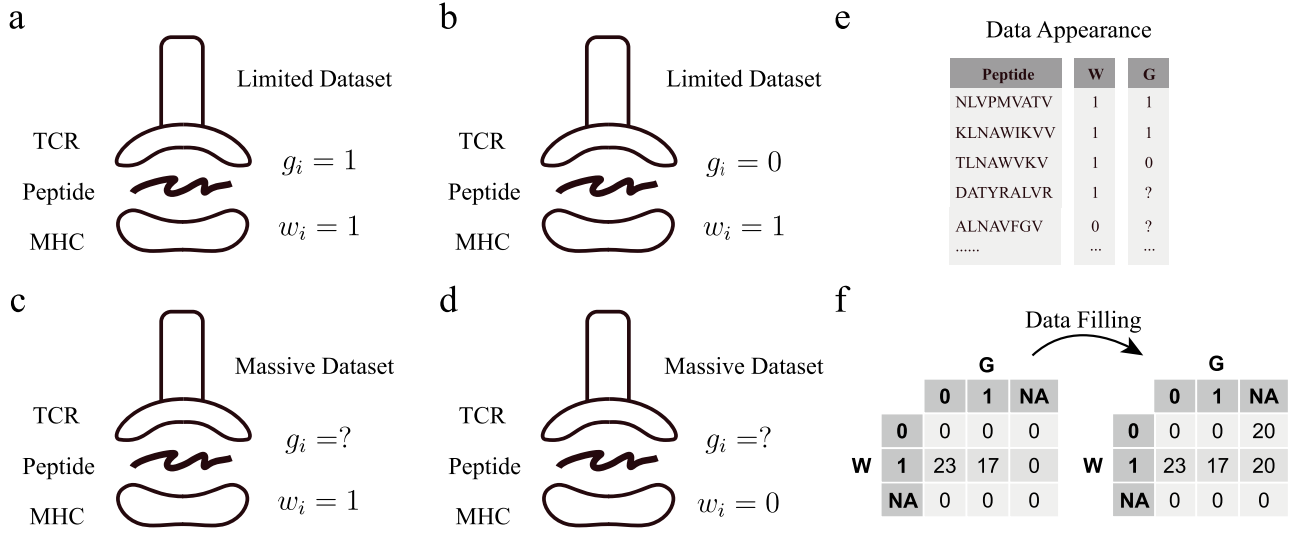 a
Limited Dataset
TCR
g_i = 1
Peptide
w_i = 1
MHC
b
Limited Dataset
TCR
g_i = 0
Peptide
w_i = 1
MHC
c
Massive Dataset
TCR
g_i =?
Peptide
w_i = 1
MHC
d
Massive Dataset
TCR
g_i =?
Peptide
w_i = 0
MHC
e
Data Appearance
Peptide W G
NLVPMVATV 1 1
KLNAWIKVV 1 1
TLNAWVKV 1 0
DATYRALVR 1 ?
ALNAVFGV 0 ?
...... ... ...
f
Data Filling
G
0 1 NA
0 0 0 0
W 1 23 17 0
NA 0 0 0
G
0 1 NA
0 0 0 20
W 1 23 17 20
NA 0 0 0